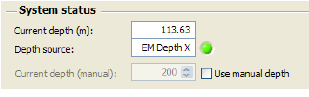 System status
Current depth (m): 113.63
Depth source: EM Depth X
Current depth (manual): 200 Use manual depth